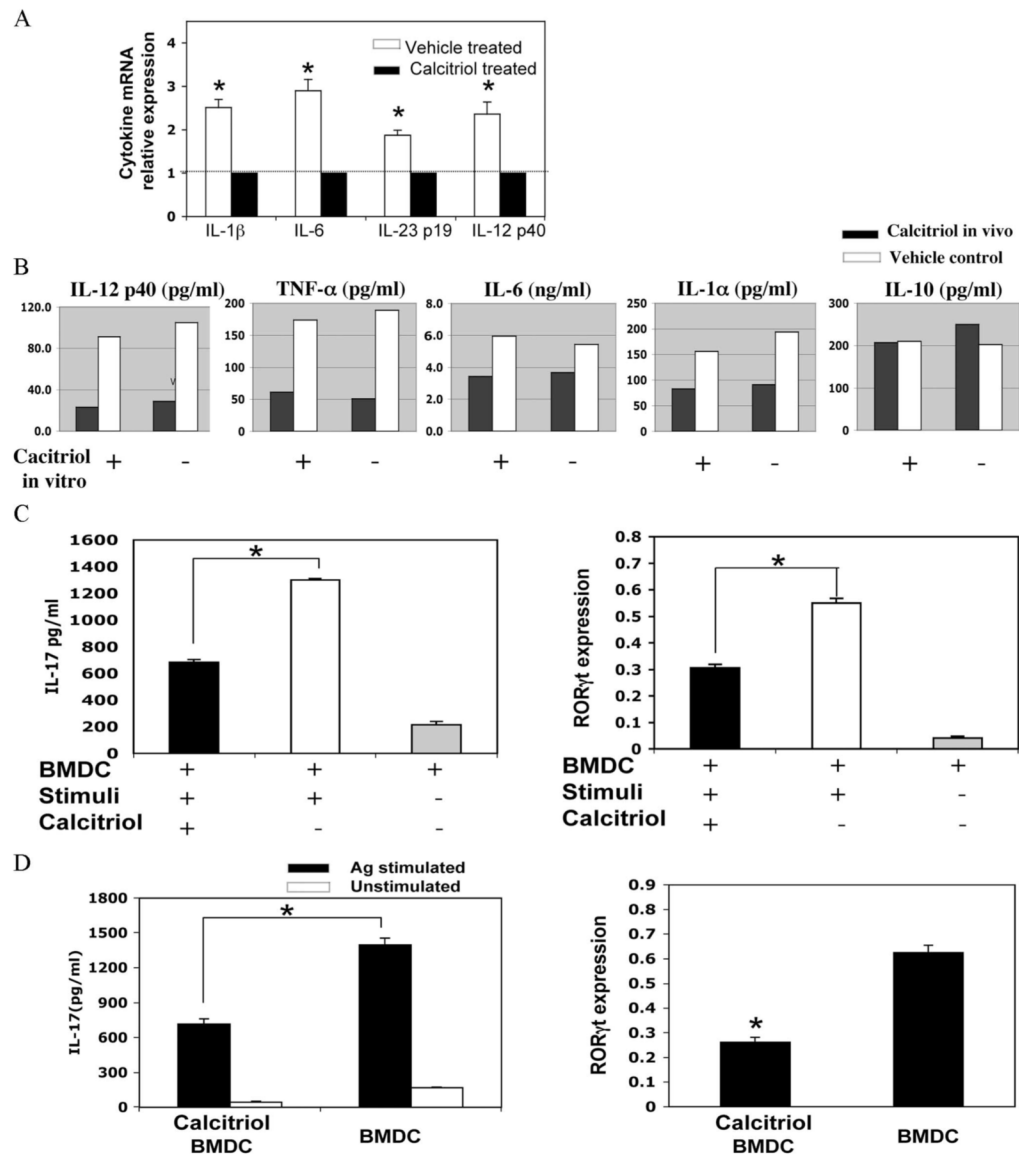 A
Cytokine mRNA
relative expression
4
3
2
1
0
Vehicle treated
Calcitriol treated
* * * *
IL-1β IL-6 IL-23 p19 IL-12 p40
Calcitriol in vivo
Vehicle control
B
IL-12 p40 (pg/ml) TNF-α (pg/ml) IL-6 (ng/ml) IL-1α (pg/ml) IL-10 (pg/ml)
120.0
80.0
40.0
0.0
v
200
150
100
50
0
8.0
6.0
4.0
2.0
0.0
250
200
150
100
50
0
300
200
100
0
Cacitriol
in vitro
+ - + - + - + - + -
C
IL-17 pg/ml
1600
1400
1200
1000
800
600
400
200
0
*
BMDC + + +
Stimuli + + -
Calcitriol + - -
RORγt expression
0.8
0.7
0.6
0.5
0.4
0.3
0.2
0.1
0
*
BMDC + + +
Stimuli + + -
Calcitriol + - -
D
Ag stimulated
Unstimulated
IL-17(pg/ml)
1800
1500
1200
900
600
300
0
*
Calcitriol
BMDC
BMDC
RORγt expression
0.9
0.8
0.7
0.6
0.5
0.4
0.3
0.2
0.1
0
*
Calcitriol
BMDC
BMDC